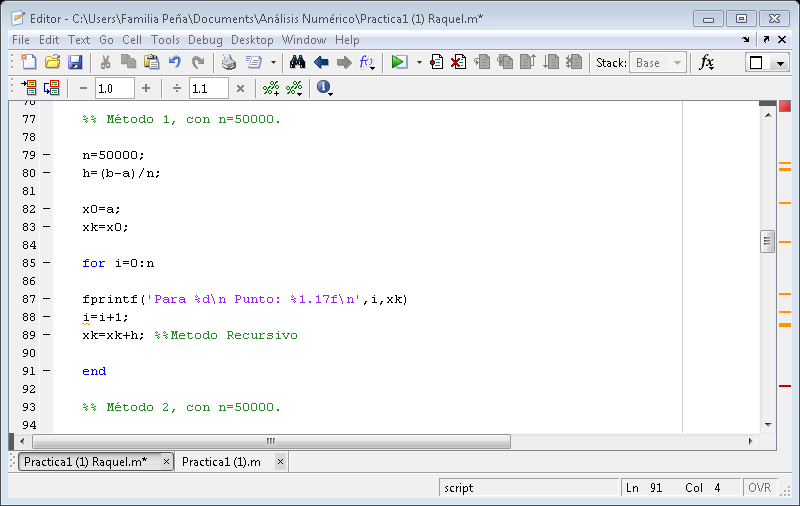 Editor - C:\Users\Familia Peña\Documents\Análisis Numérico\Practica1 (1) Raquel.m*
File Edit Text Go Cell Tools Debug Desktop Window Help
Stack: Base fx
− 1.0 + ÷ 1.1 ×
76
77 %% Método 1, con n=50000.
78
79 – n=50000;
80 – h=(b-a)/n;
81
82 – x0=a;
83 – xk=x0;
84
85 – for i=0:n
86
87 – fprintf('Para %d\n Punto: %1.17f\n',i,xk)
88 – i=i+1;
89 – xk=xk+h; %%Metodo Recursivo
90
91 – end
92
93 %% Método 2, con n=50000.
94
Practica1 (1) Raquel.m* × Practica1 (1).m ×
script Ln 91 Col 4 OVR